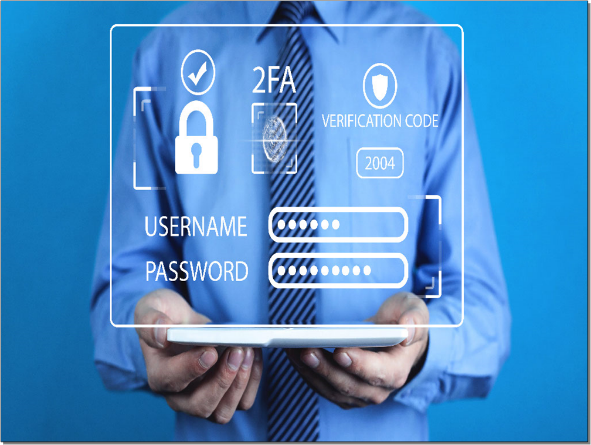 2FA
VERIFICATION CODE
2004
USERNAME
PASSWORD